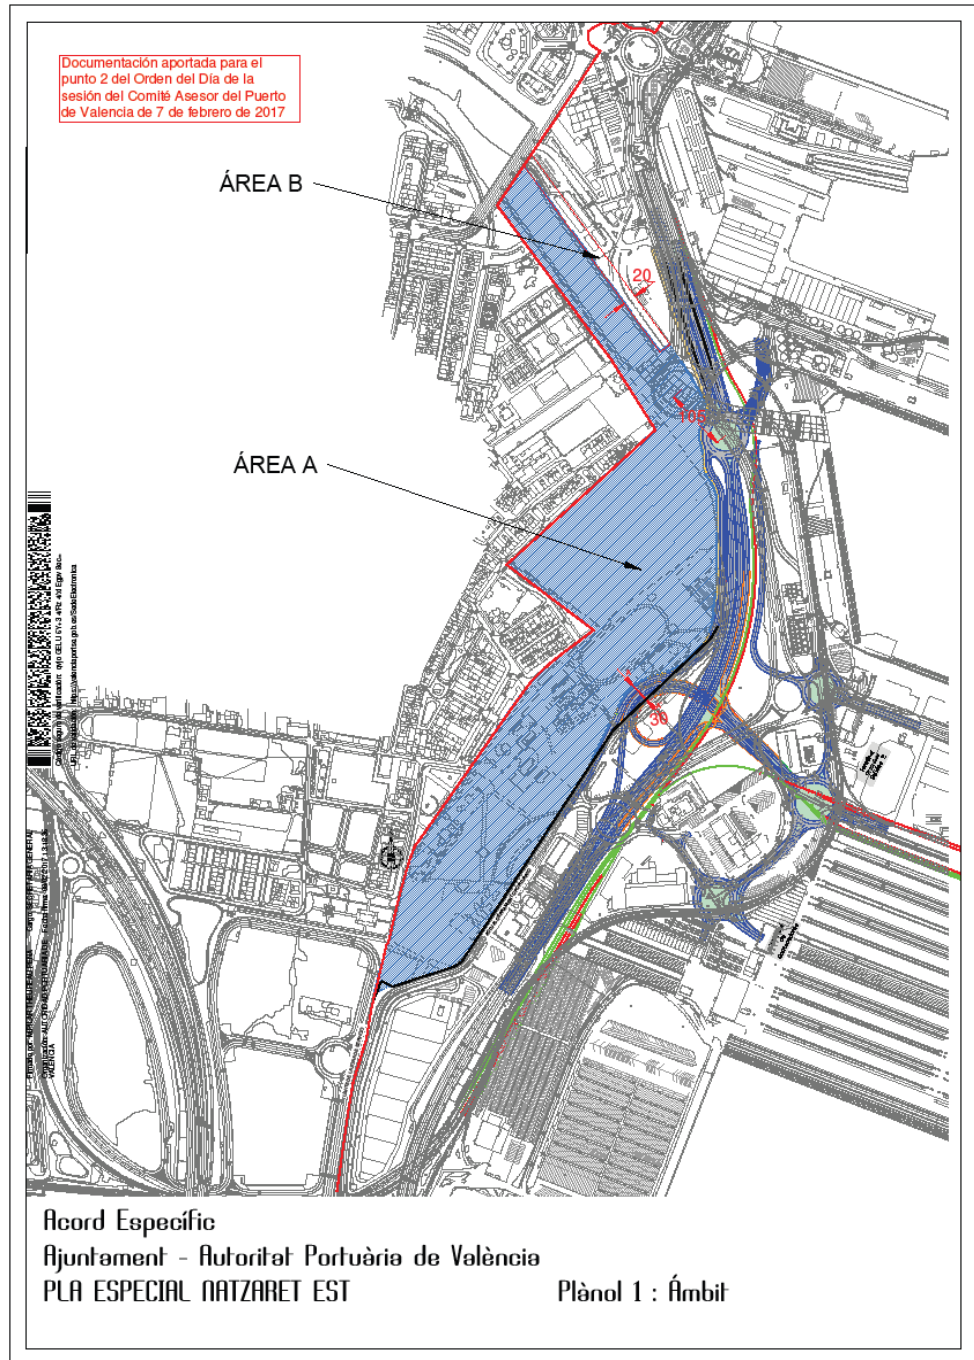 Documentación aportada para el
punto 2 del Orden del Día de la
sesión del Comité Asesor del Puerto
de Valencia de 7 de febrero de 2017
ÁREA B
20
105
ÁREA A
30
Acord Específic
Ajuntament - Autoritat Portuària de València
PLA ESPECIAL NATZARET EST
Plànol 1 : Ámbit